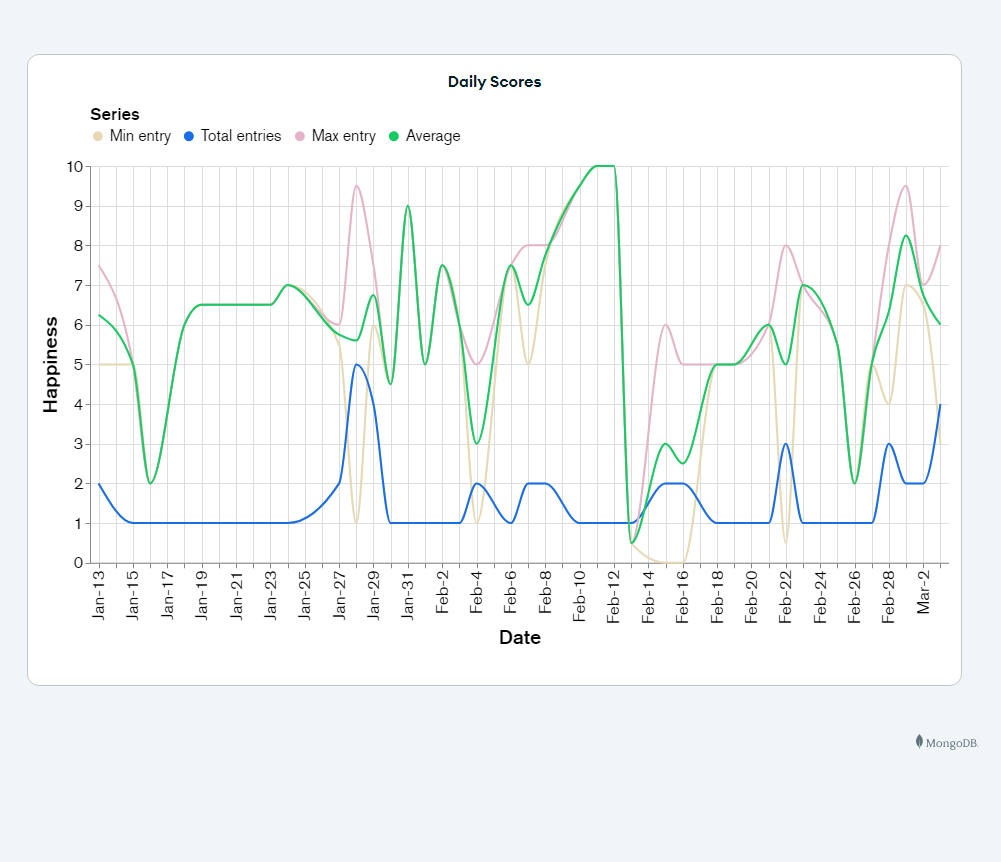 Daily Scores
Series
Min entry Total entries Max entry Average
10
9
8
7
6
5
4
3
2
1
0
Happiness
Jan-13 Jan-15 Jan-17 Jan-19 Jan-21 Jan-23 Jan-25 Jan-27 Jan-29 Jan-31 Feb-2 Feb-4 Feb-6 Feb-8 Feb-10 Feb-12 Feb-14 Feb-16 Feb-18 Feb-20 Feb-22 Feb-24 Feb-26 Feb-28 Mar-2
Date
MongoDB.